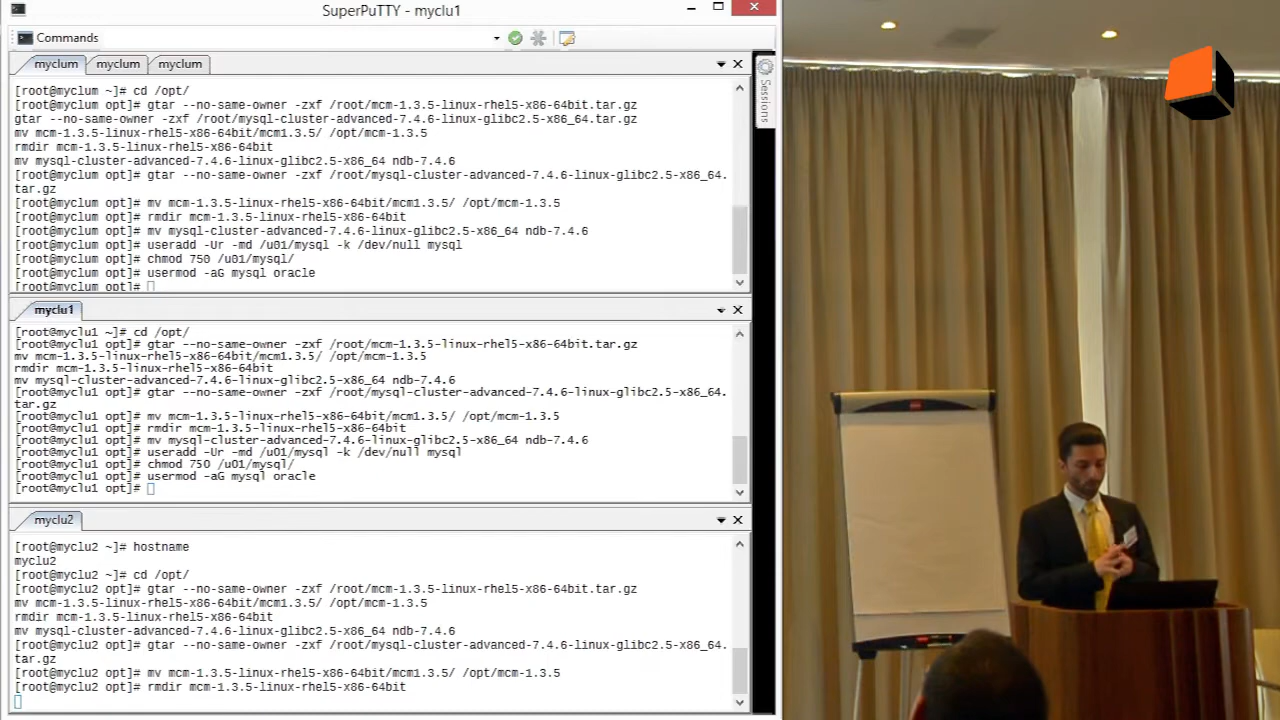 SuperPuTTY - myclu1
Commands
myclum myclum myclum
Sessions
[root@myclum ~]# cd /opt/
[root@myclum opt]# gtar --no-same-owner -zxf /root/mcm-1.3.5-linux-rhel5-x86-64bit.tar.gz
gtar --no-same-owner -zxf /root/mysql-cluster-advanced-7.4.6-linux-glibc2.5-x86_64.tar.gz
mv mcm-1.3.5-linux-rhel5-x86-64bit/mcm1.3.5/ /opt/mcm-1.3.5
rmdir mcm-1.3.5-linux-rhel5-x86-64bit
mv mysql-cluster-advanced-7.4.6-linux-glibc2.5-x86_64 ndb-7.4.6
[root@myclum opt]# gtar --no-same-owner -zxf /root/mysql-cluster-advanced-7.4.6-linux-glibc2.5-x86_64.
tar.gz
[root@myclum opt]# mv mcm-1.3.5-linux-rhel5-x86-64bit/mcm1.3.5/ /opt/mcm-1.3.5
[root@myclum opt]# rmdir mcm-1.3.5-linux-rhel5-x86-64bit
[root@myclum opt]# mv mysql-cluster-advanced-7.4.6-linux-glibc2.5-x86_64 ndb-7.4.6
[root@myclum opt]# useradd -Ur -md /u01/mysql -k /dev/null mysql
[root@myclum opt]# chmod 750 /u01/mysql/
[root@myclum opt]# usermod -aG mysql oracle
[root@myclum opt]#
myclu1
[root@myclu1 ~]# cd /opt/
[root@myclu1 opt]# gtar --no-same-owner -zxf /root/mcm-1.3.5-linux-rhel5-x86-64bit.tar.gz
mv mcm-1.3.5-linux-rhel5-x86-64bit/mcm1.3.5/ /opt/mcm-1.3.5
rmdir mcm-1.3.5-linux-rhel5-x86-64bit
mv mysql-cluster-advanced-7.4.6-linux-glibc2.5-x86_64 ndb-7.4.6
[root@myclu1 opt]# gtar --no-same-owner -zxf /root/mysql-cluster-advanced-7.4.6-linux-glibc2.5-x86_64.
tar.gz
[root@myclu1 opt]# mv mcm-1.3.5-linux-rhel5-x86-64bit/mcm1.3.5/ /opt/mcm-1.3.5
[root@myclu1 opt]# rmdir mcm-1.3.5-linux-rhel5-x86-64bit
[root@myclu1 opt]# mv mysql-cluster-advanced-7.4.6-linux-glibc2.5-x86_64 ndb-7.4.6
[root@myclu1 opt]# useradd -Ur -md /u01/mysql -k /dev/null mysql
[root@myclu1 opt]# chmod 750 /u01/mysql/
[root@myclu1 opt]# usermod -aG mysql oracle
[root@myclu1 opt]#
myclu2
[root@myclu2 ~]# hostname
myclu2
[root@myclu2 ~]# cd /opt/
[root@myclu2 opt]# gtar --no-same-owner -zxf /root/mcm-1.3.5-linux-rhel5-x86-64bit.tar.gz
mv mcm-1.3.5-linux-rhel5-x86-64bit/mcm1.3.5/ /opt/mcm-1.3.5
rmdir mcm-1.3.5-linux-rhel5-x86-64bit
mv mysql-cluster-advanced-7.4.6-linux-glibc2.5-x86_64 ndb-7.4.6
[root@myclu2 opt]# gtar --no-same-owner -zxf /root/mysql-cluster-advanced-7.4.6-linux-glibc2.5-x86_64.
tar.gz
[root@myclu2 opt]# mv mcm-1.3.5-linux-rhel5-x86-64bit/mcm1.3.5/ /opt/mcm-1.3.5
[root@myclu2 opt]# rmdir mcm-1.3.5-linux-rhel5-x86-64bit